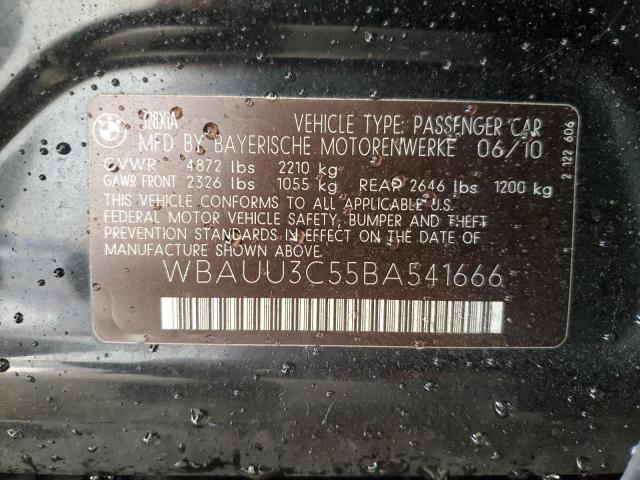 328XIA VEHICLE TYPE: PASSENGER CAR
MFD BY BAYERISCHE MOTORENWERKE 06/10
GVWR 4872 lbs 2210 kg
GAWR FRONT 2326 lbs 1055 kg REAR 2646 lbs 1200 kg
THIS VEHICLE CONFORMS TO ALL APPLICABLE U.S.
FEDERAL MOTOR VEHICLE SAFETY, BUMPER AND THEFT
PREVENTION STANDARDS IN EFFECT ON THE DATE OF
MANUFACTURE SHOWN ABOVE.
WBAUU3C55BA541666
2 122 606